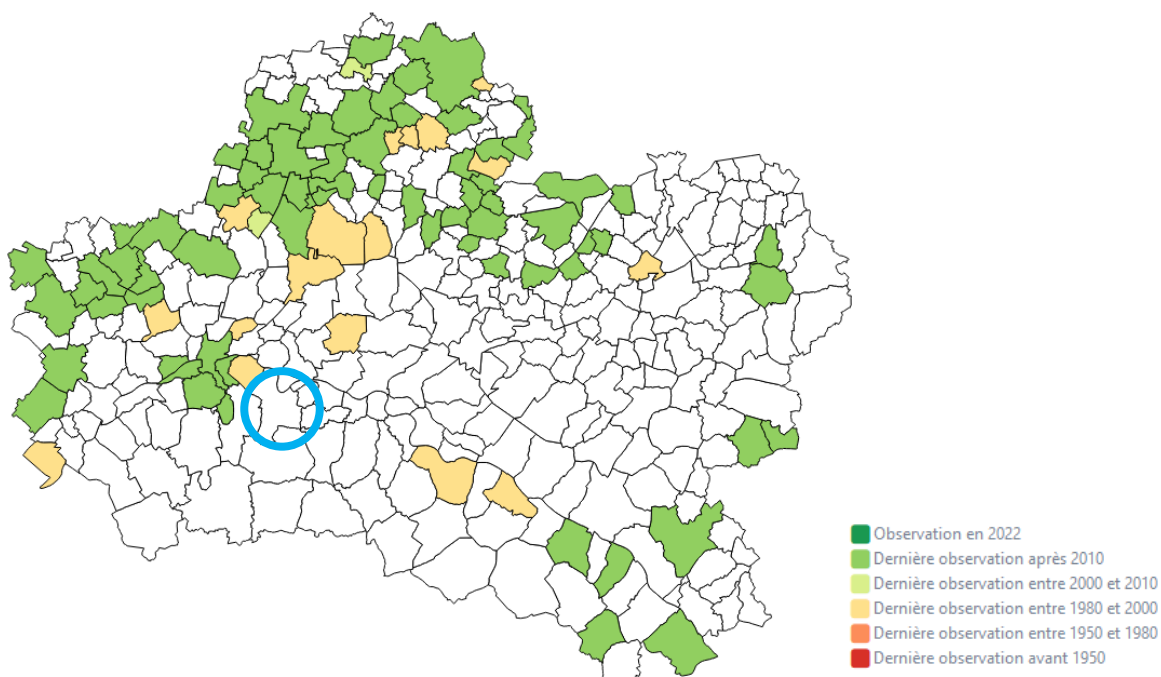 Observation en 2022
Dernière observation après 2010
Dernière observation entre 2000 et 2010
Dernière observation entre 1980 et 2000
Dernière observation entre 1950 et 1980
Dernière observation avant 1950